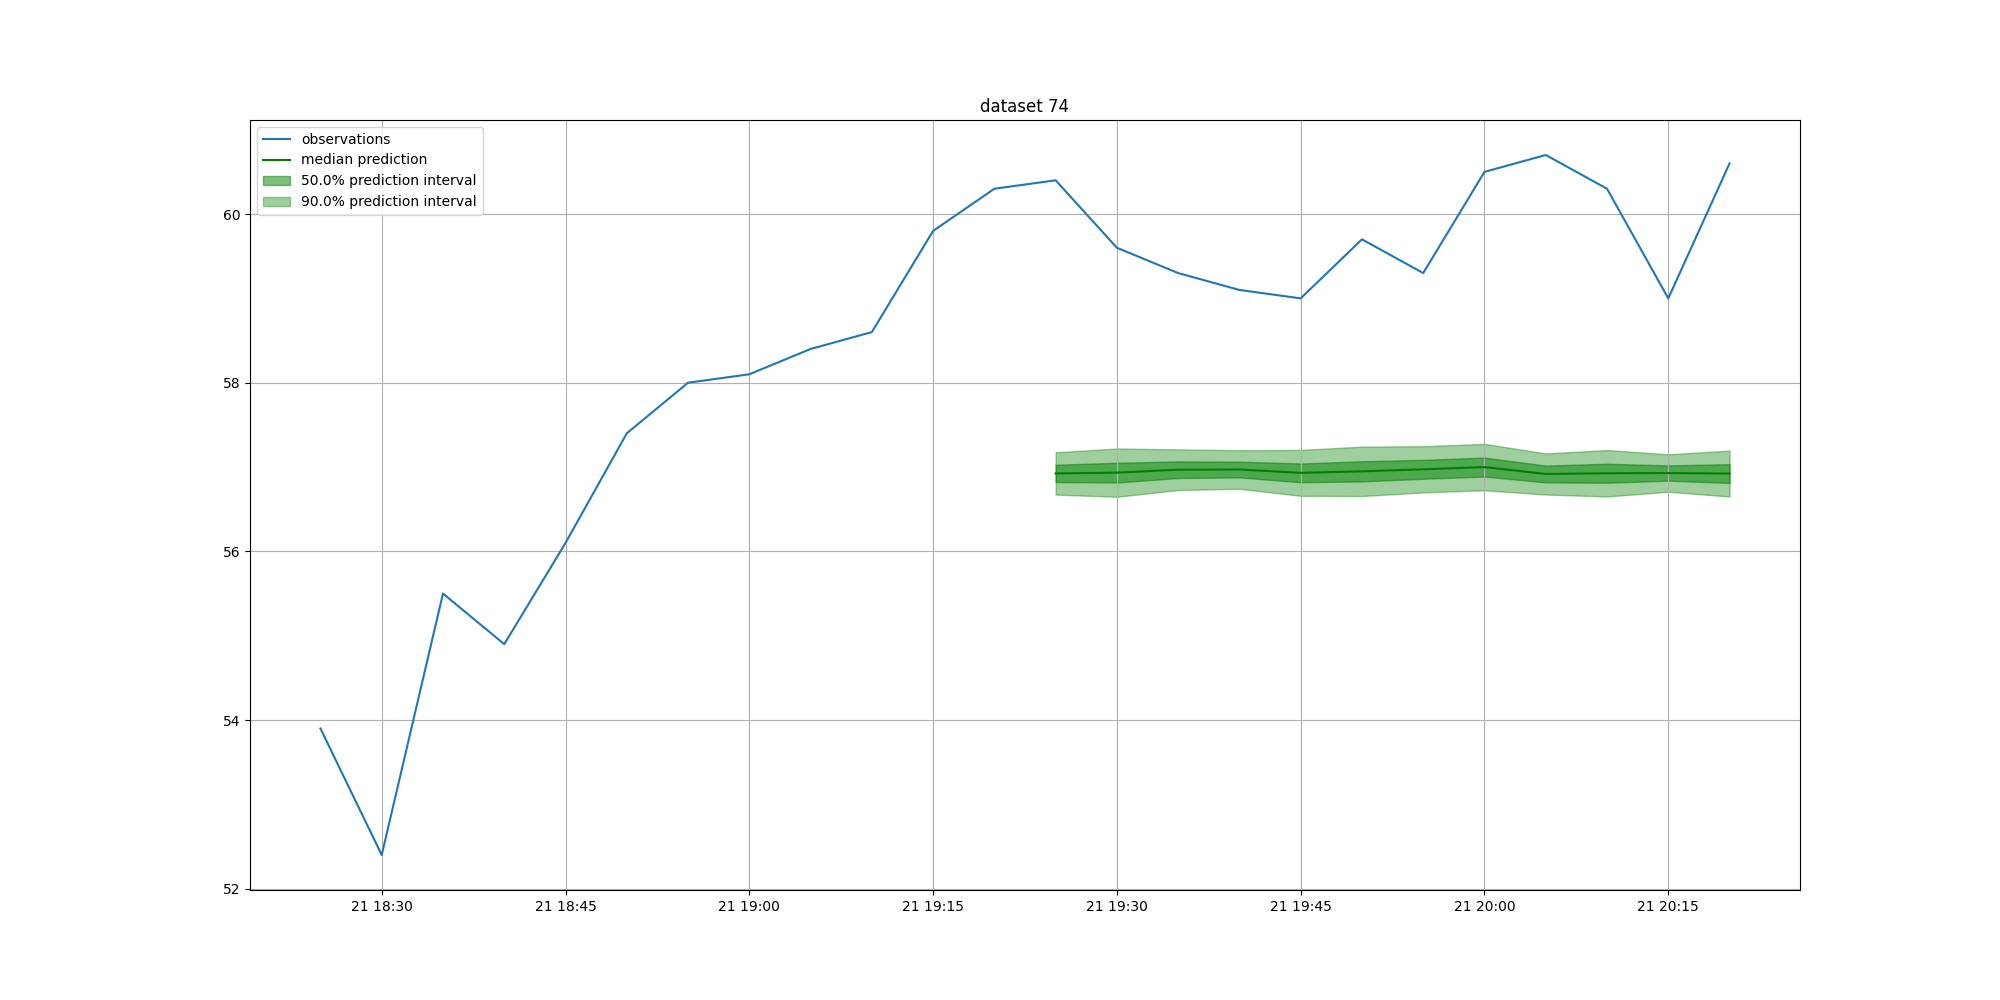 dataset 74
observations
median prediction
50.0% prediction interval
90.0% prediction interval
60
58
56
54
52
21 18:30
21 18:45
21 19:00
21 19:15
21 19:30
21 19:45
21 20:00
21 20:15